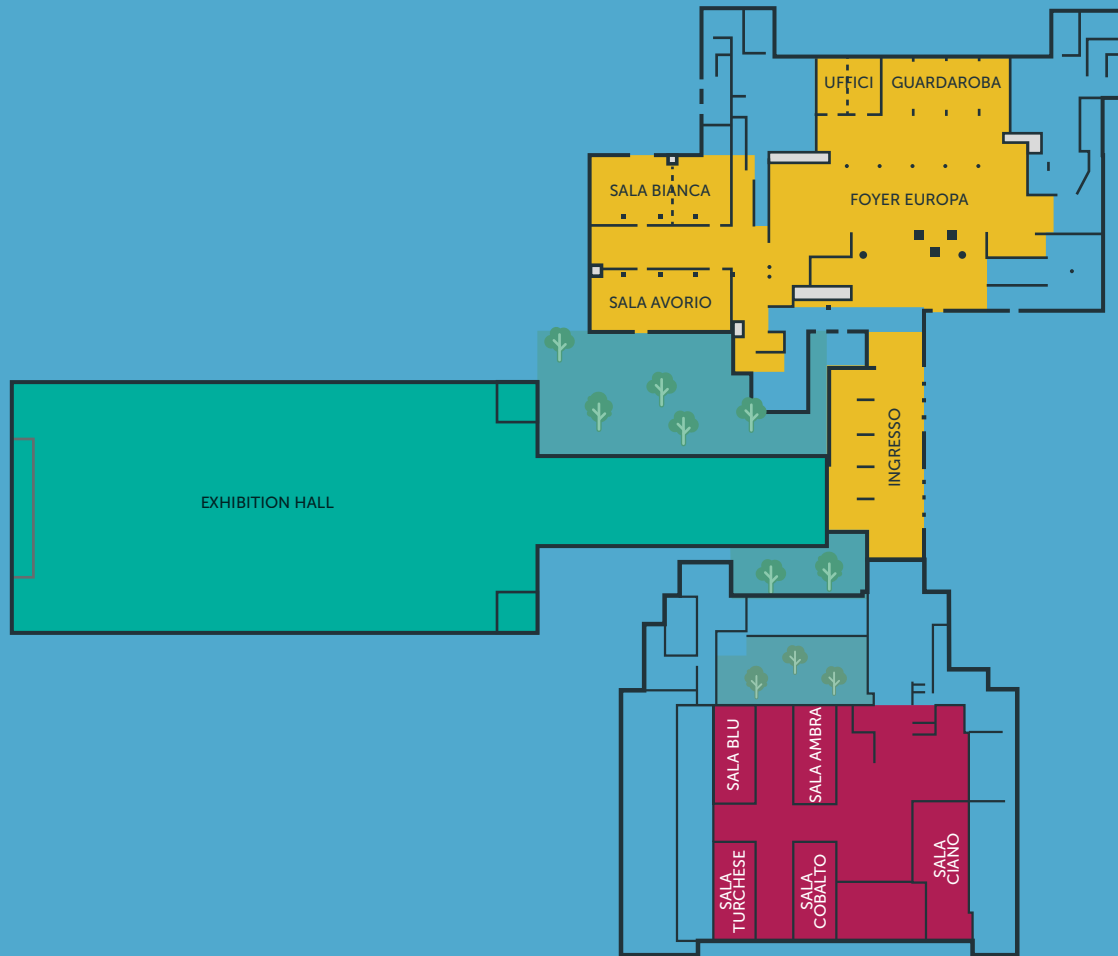 UFFICI
GUARDAROBA
SALA BIANCA
FOYER EUROPA
SALA AVORIO
INGRESSO
EXHIBITION HALL
SALA BLU
SALA AMBRA
SALA
TURCHESE
SALA
COBALTO
SALA
CIANO